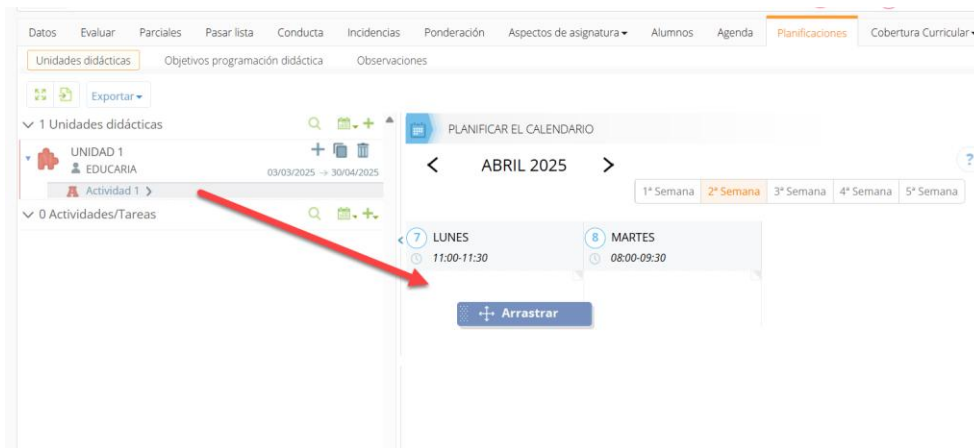 Datos Evaluar Parciales Pasar lista Conducta Incidencias Ponderación Aspectos de asignatura Alumnos Agenda Planificaciones Cobertura Curricular
Unidades didácticas Objetivos programación didáctica Observaciones
Exportar
1 Unidades didácticas
UNIDAD 1
EDUCARIA
03/03/2025 -> 30/04/2025
Actividad 1
0 Actividades/Tareas
PLANIFICAR EL CALENDARIO
< ABRIL 2025 >
?
1ª Semana 2ª Semana 3ª Semana 4ª Semana 5ª Semana
7 LUNES 8 MARTES
11:00-11:30 08:00-09:30
Arrastrar